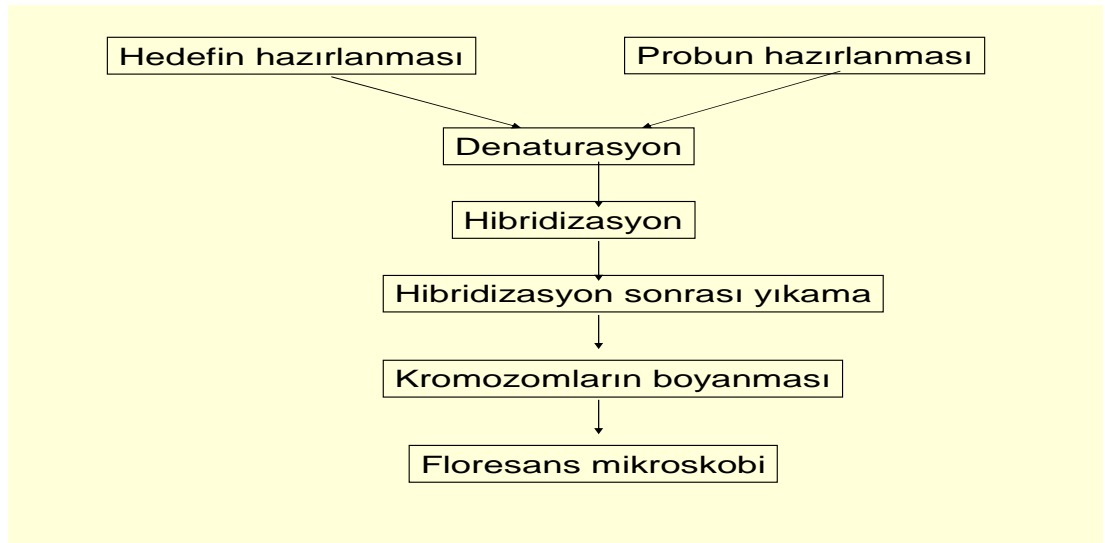 Hedefin hazırlanması
Probun hazırlanması
Denaturasyon
Hibridizasyon
Hibridizasyon sonrası yıkama
Kromozomların boyanması
Floresans mikroskobi